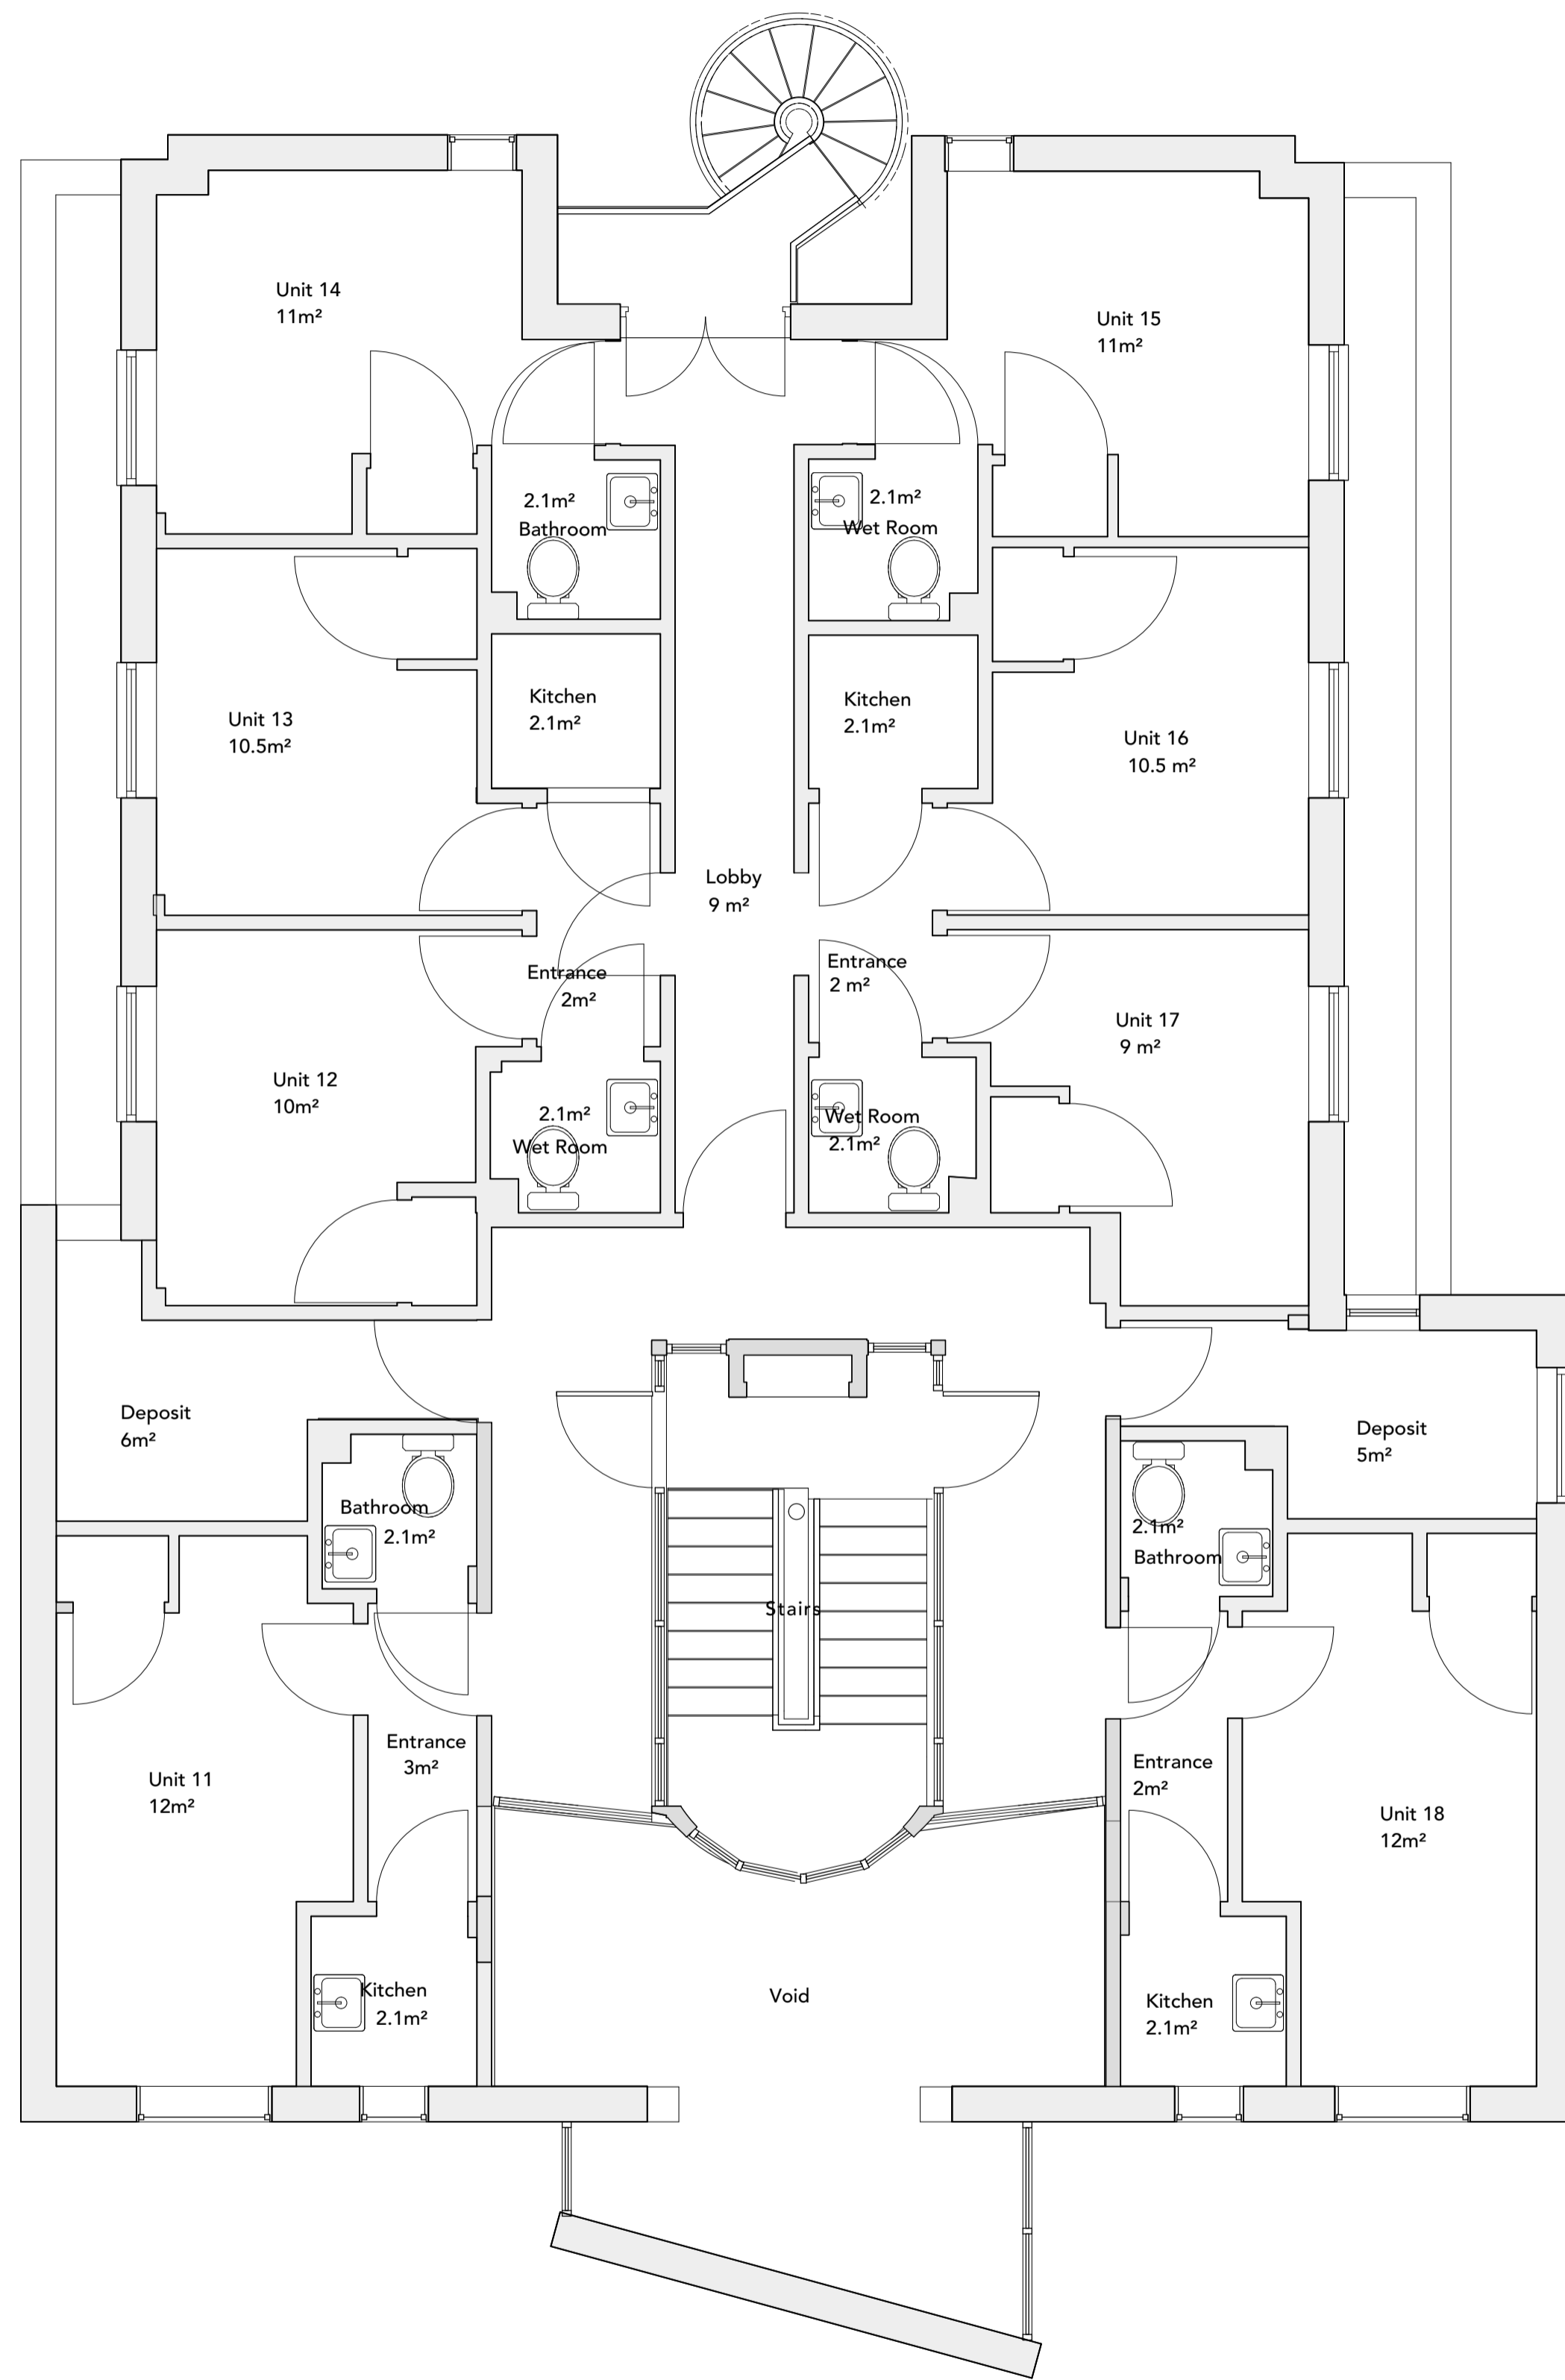 Unit 14
11m²
Unit 15
11m²
2.1m²
Bathroom
2.1m²
Wet Room
Kitchen
2.1m²
Kitchen
2.1m²
Unit 13
10.5m²
Unit 16
10.5 m²
Lobby
9 m²
Entrance
2m²
Entrance
2 m²
Unit 17
9 m²
Unit 12
10m²
2.1m²
Wet Room
Wet Room
2.1m²
Deposit
6m²
Deposit
5m²
Bathroom
2.1m²
2.1m²
Bathroom
Stairs
Entrance
3m²
Entrance
2m²
Unit 11
12m²
Unit 18
12m²
Kitchen
2.1m²
Void
Kitchen
2.1m²